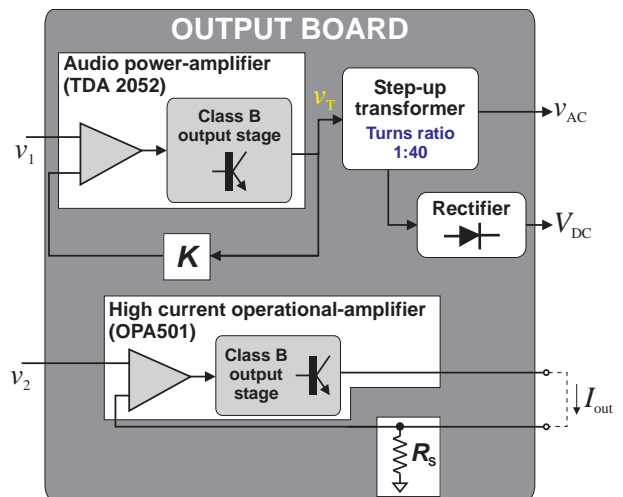 OUTPUT BOARD
Audio power-amplifier
(TDA 2052)
Class B
output stage
v1
vT
Step-up
transformer
Turns ratio
1:40
vAC
Rectifier
VDC
K
High current operational-amplifier
(OPA501)
Class B
output
stage
v2
Iout
RS